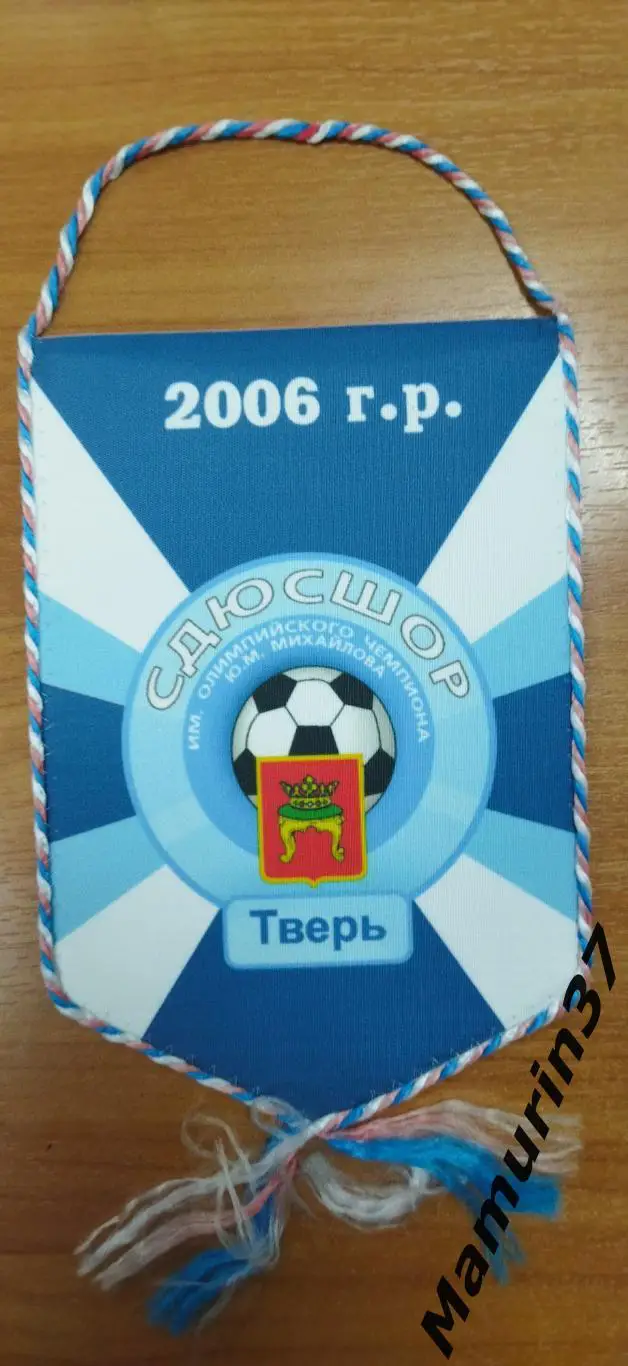 2006 г.р.
СДЮСШОР
ИМ. ОЛИМПИЙСКОГО ЧЕМПИОНА
Ю.М. МИХАЙЛОВА
Тверь
Mamurin37